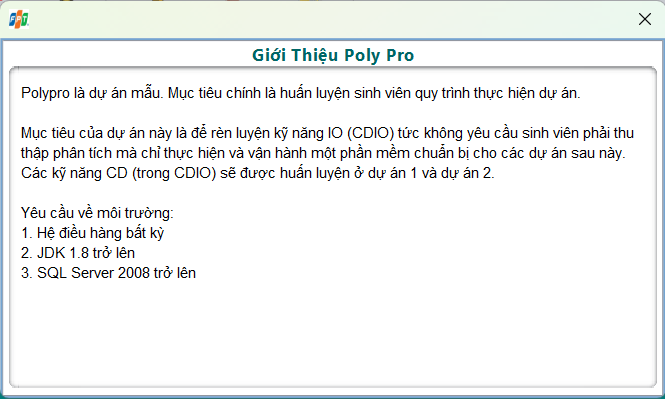 FPT
Giới Thiệu Poly Pro
Polypro là dự án mẫu. Mục tiêu chính là huấn luyện sinh viên quy trình thực hiện dự án.
Mục tiêu của dự án này là để rèn luyện kỹ năng IO (CDIO) tức không yêu cầu sinh viên phải thu
thập phân tích mà chỉ thực hiện và vận hành một phần mềm chuẩn bị cho các dự án sau này.
Các kỹ năng CD (trong CDIO) sẽ được huấn luyện ở dự án 1 và dự án 2.
Yêu cầu về môi trường:
1. Hệ điều hàng bất kỳ
2. JDK 1.8 trở lên
3. SQL Server 2008 trở lên